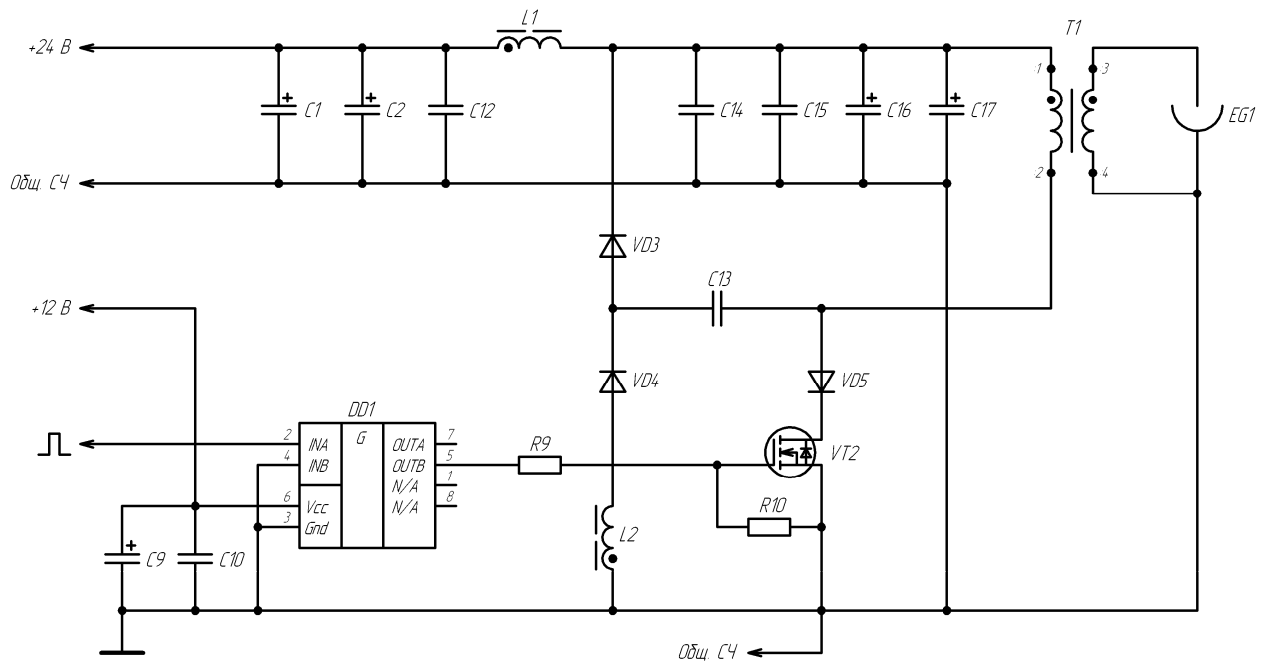 L1
T1
+24 В
1
3
C1
C2
C12
C14
C15
C16
C17
EG1
2
4
Общ. СЧ
VD3
C13
+12 В
VD4
VD5
DD1
2
INA
G
OUTA
7
R9
4
INB
OUTB
5
VT2
N/A
1
6
Vcc
N/A
8
R10
3
Gnd
L2
C9
C10
Общ. СЧ